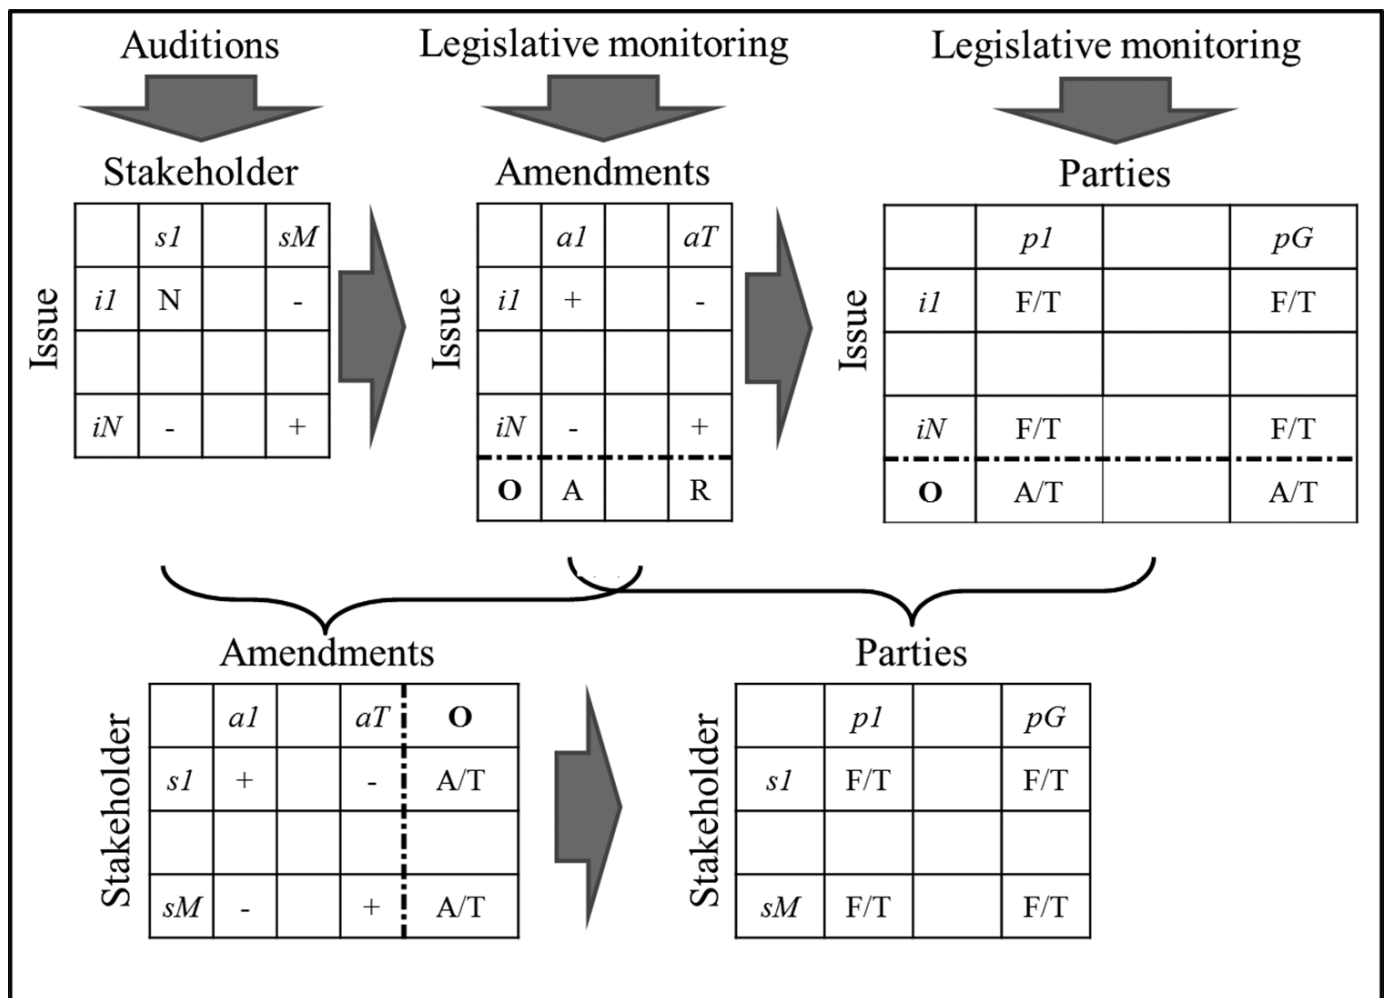 Auditions
Legislative monitoring
Legislative monitoring
Stakeholder
Amendments
Parties
Issue
s1 sM
i1 N -
iN - +
Issue
a1 aT
i1 + -
iN - +
O A R
Issue
p1 pG
i1 F/T F/T
iN F/T F/T
O A/T A/T
Amendments
Parties
Stakeholder
a1 aT O
s1 + - A/T
sM - + A/T
Stakeholder
p1 pG
s1 F/T F/T
sM F/T F/T